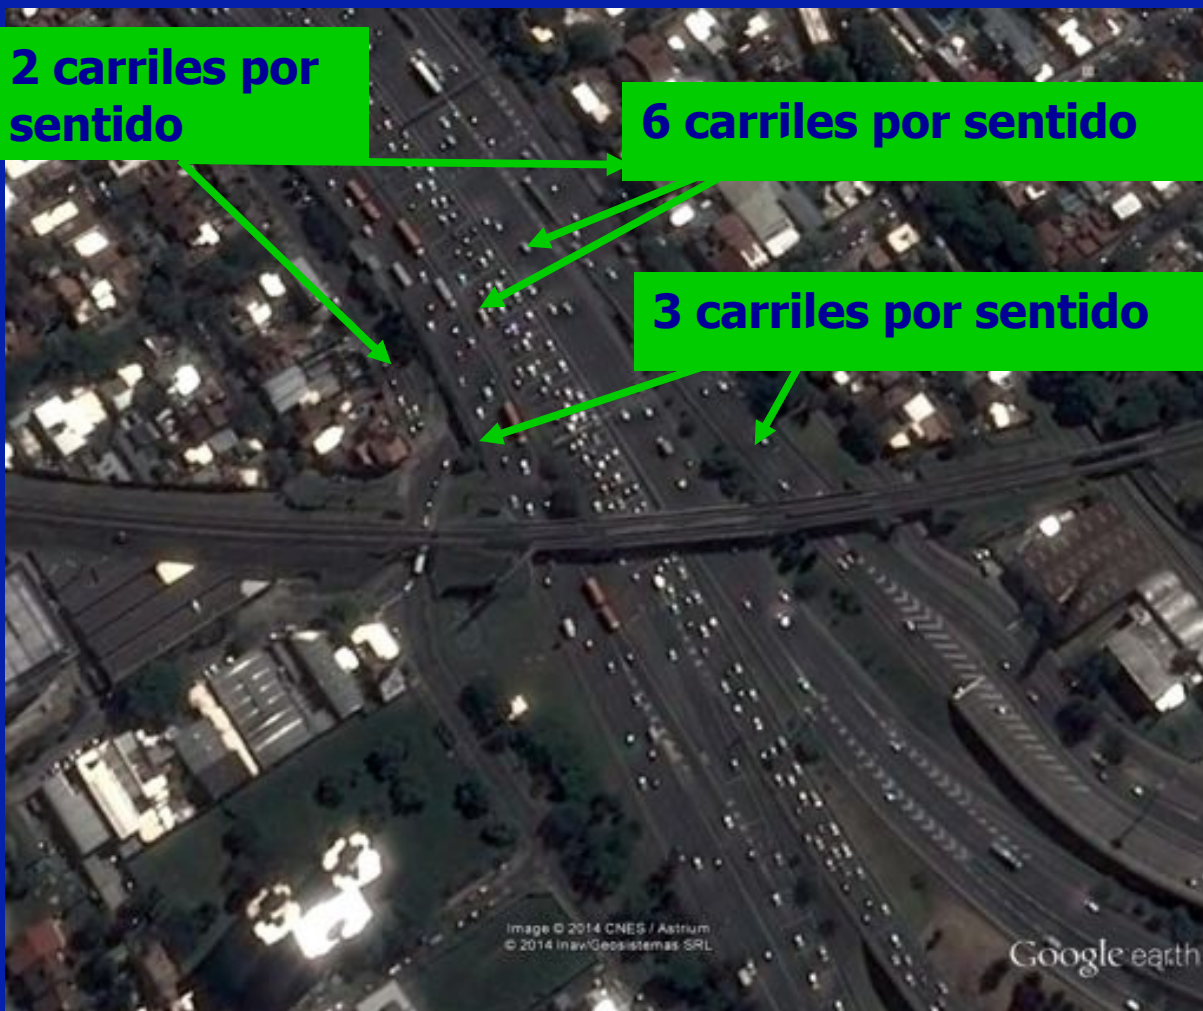 2 carriles por
sentido
6 carriles por sentido
3 carriles por sentido
Image © 2014 CNES / Astrium
© 2014 Inav/Geosistemas SRL
Google earth